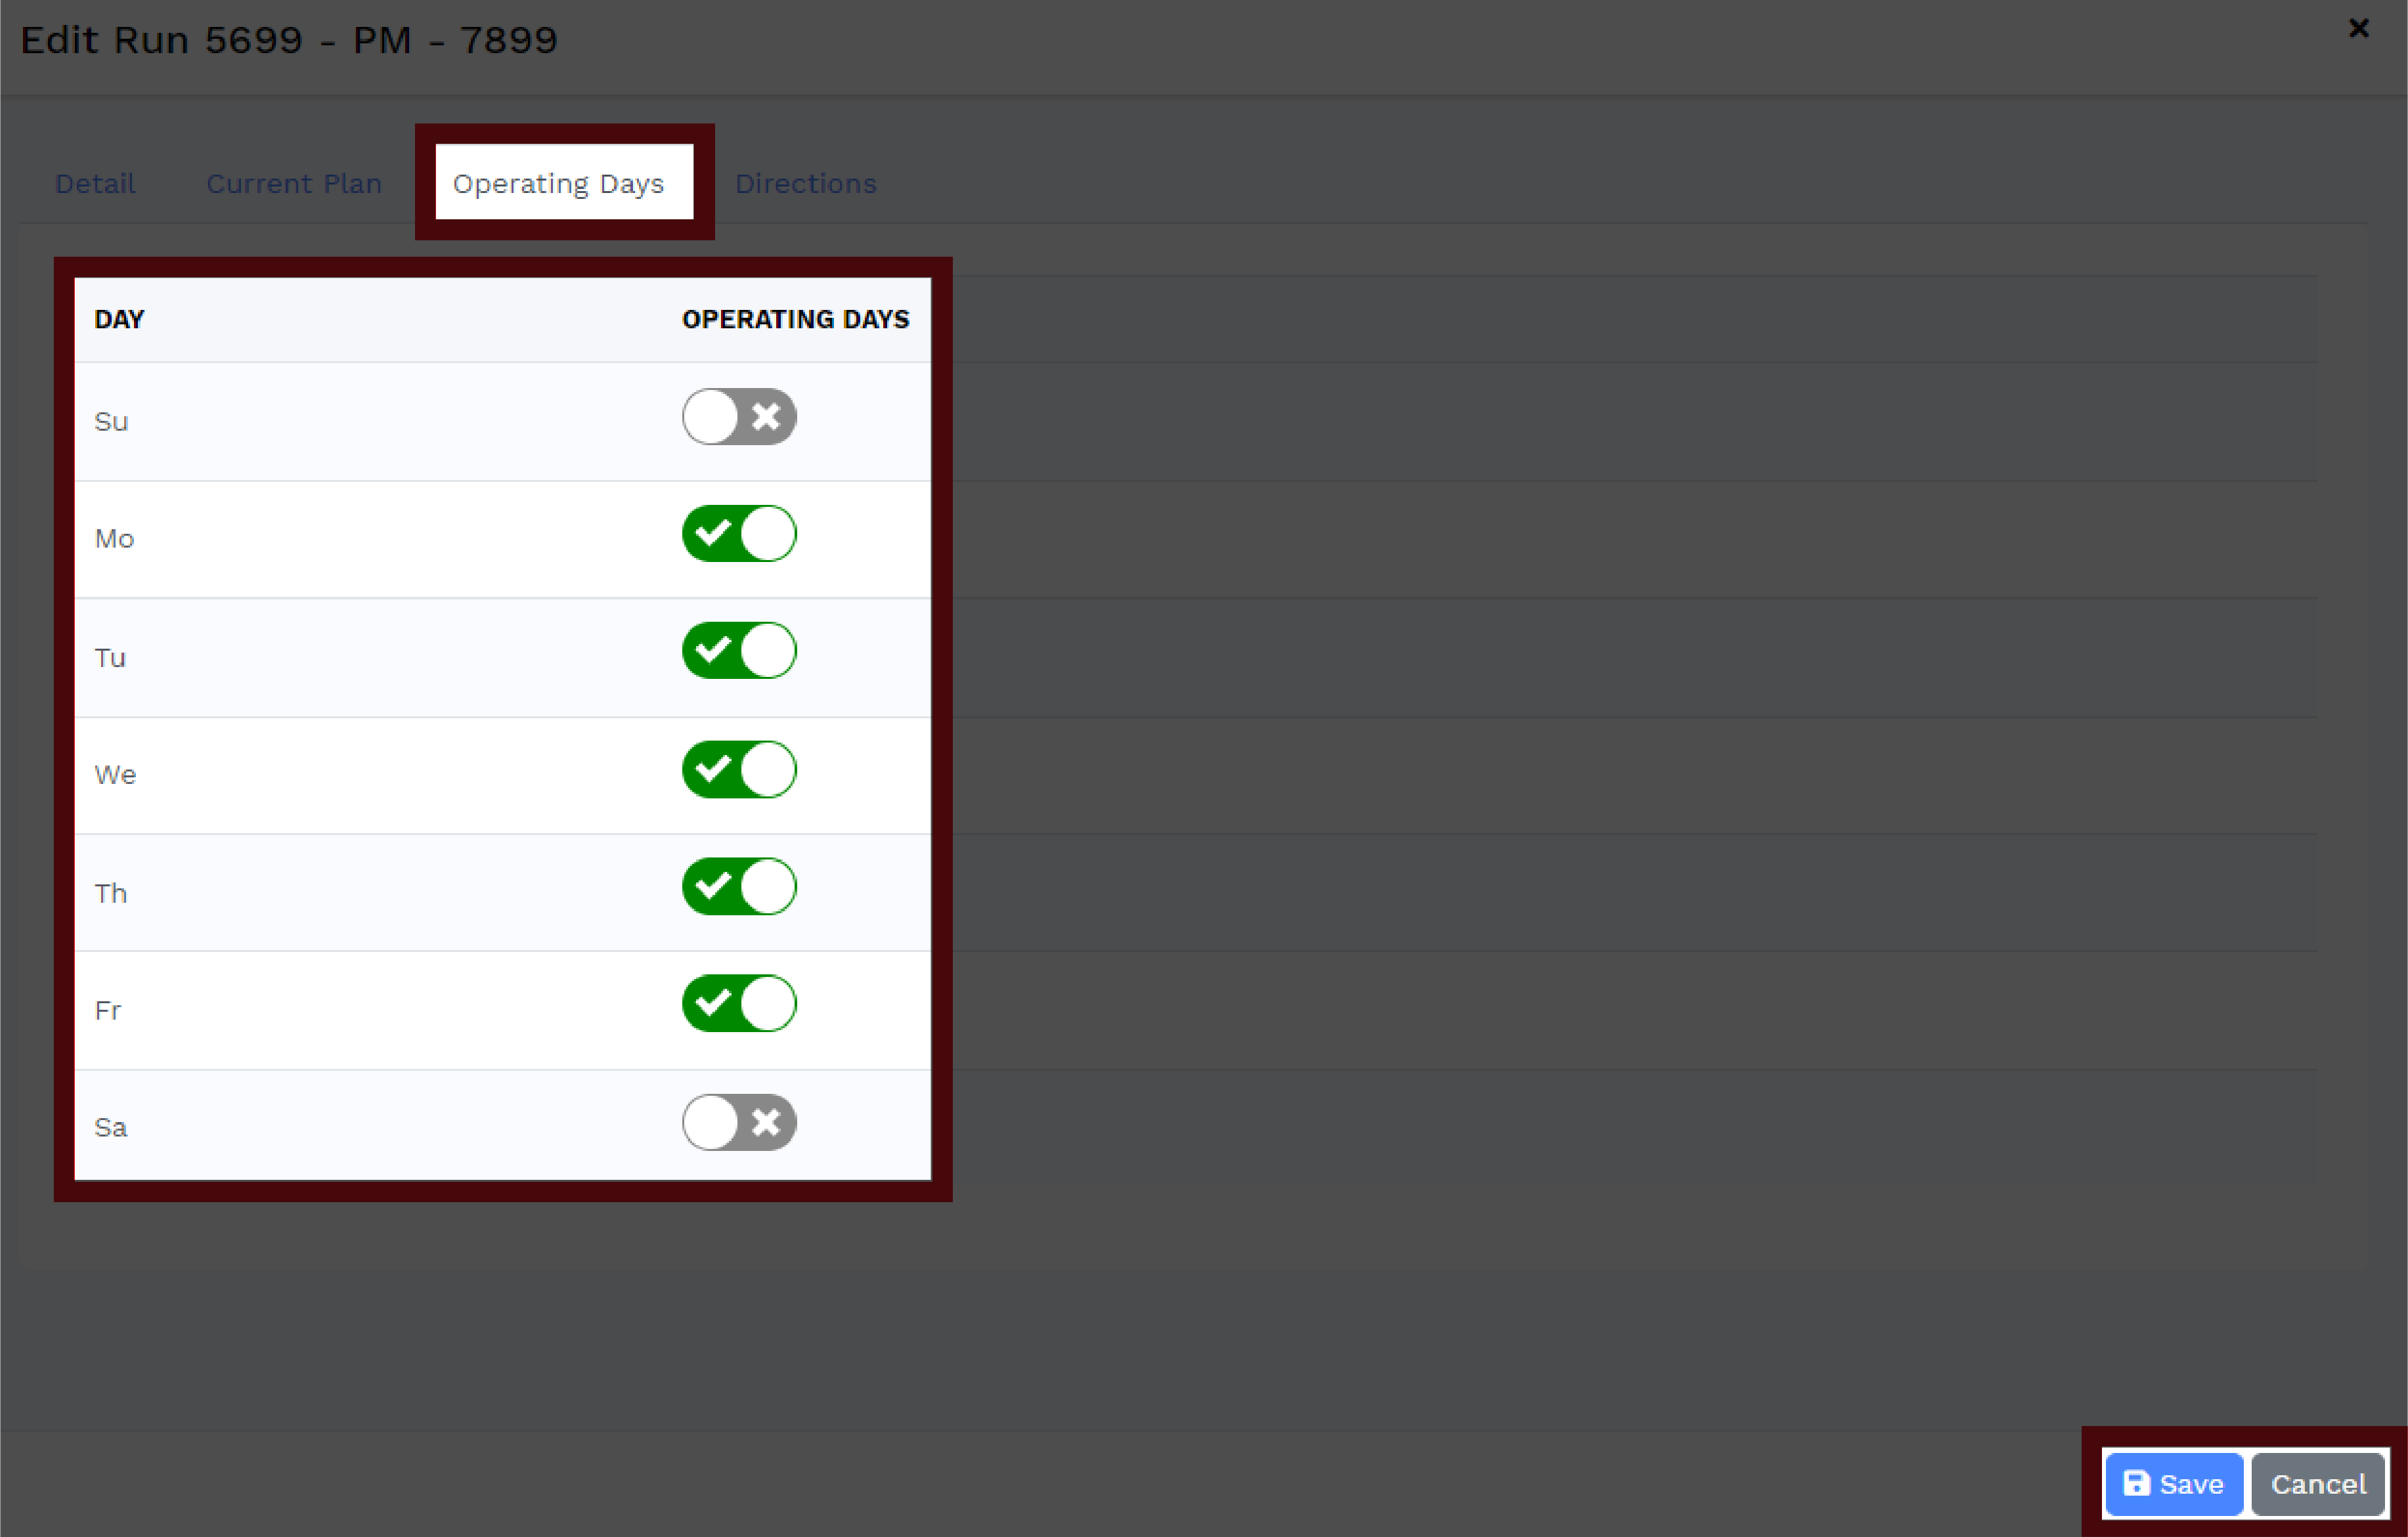 Edit Run 5699 - PM - 7899
Detail Current Plan Operating Days Directions
DAY OPERATING DAYS
Su
Mo
Tu
We
Th
Fr
Sa
Save Cancel